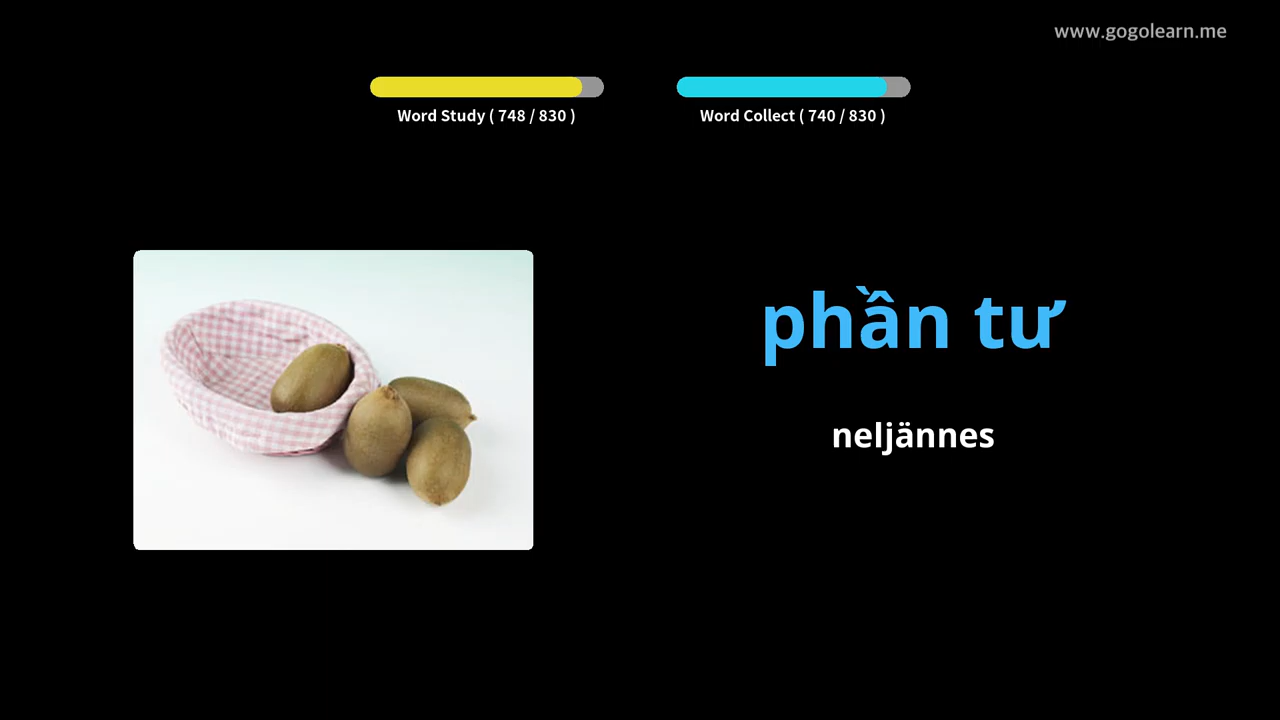 www.gogolearn.me
Word Study ( 748 / 830 )
Word Collect ( 740 / 830 )
phần tư
neljännes